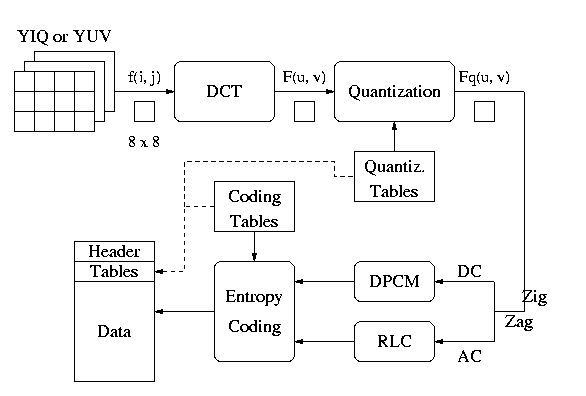 YIQ or YUV
f(i, j)
F(u, v)
Fq(u, v)
DCT
Quantization
8 x 8
Quantiz.
Tables
Coding
Tables
Header
Tables
Data
Entropy
Coding
DPCM
DC
Zig
Zag
RLC
AC